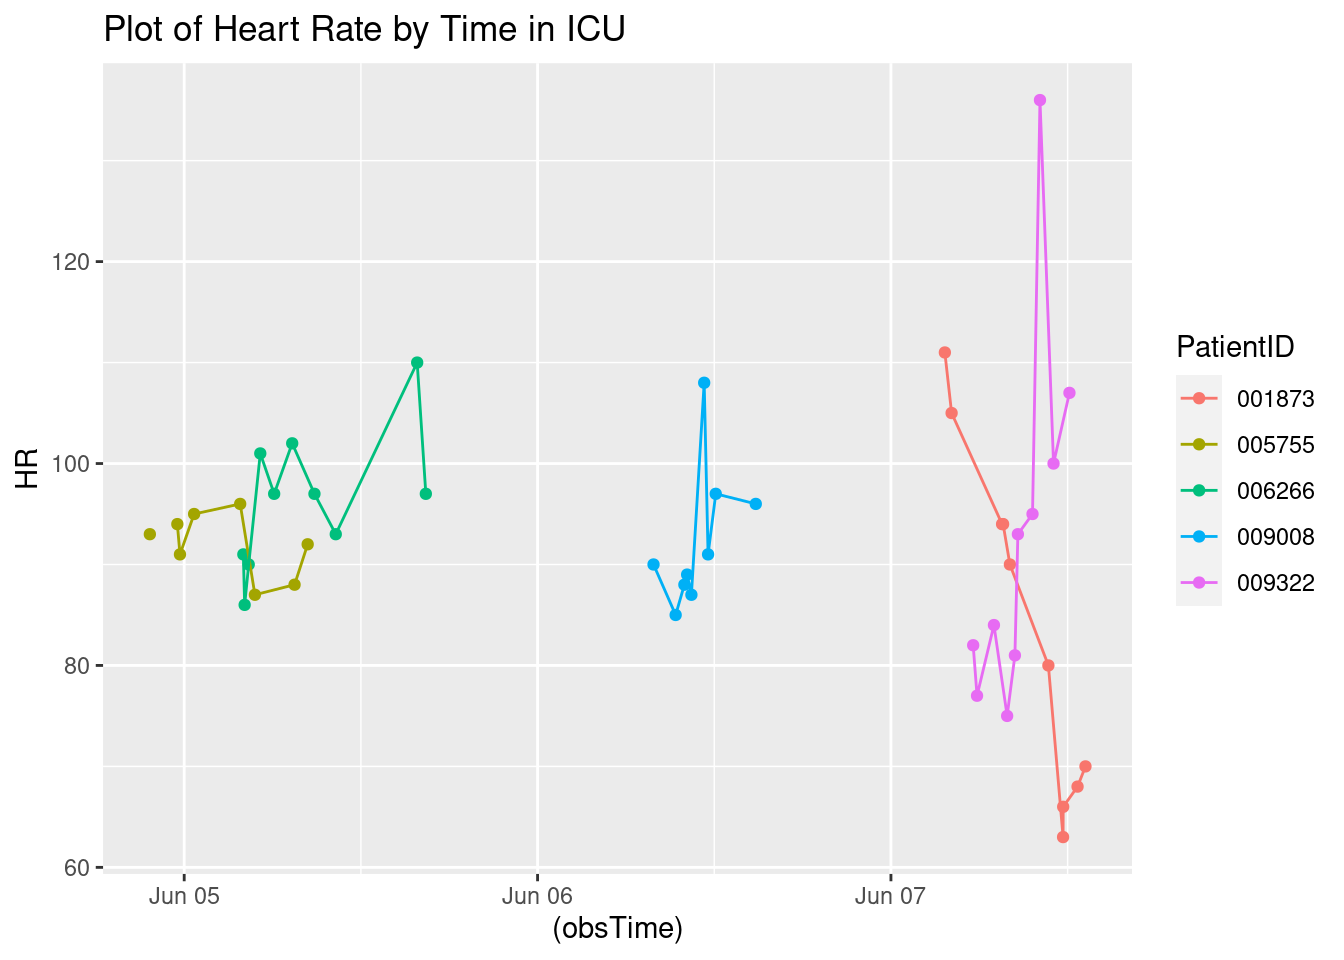 Plot of Heart Rate by Time in ICU
HR
120
100
80
60
Jun 05
Jun 06
Jun 07
(obsTime)
PatientID
001873
005755
006266
009008
009322